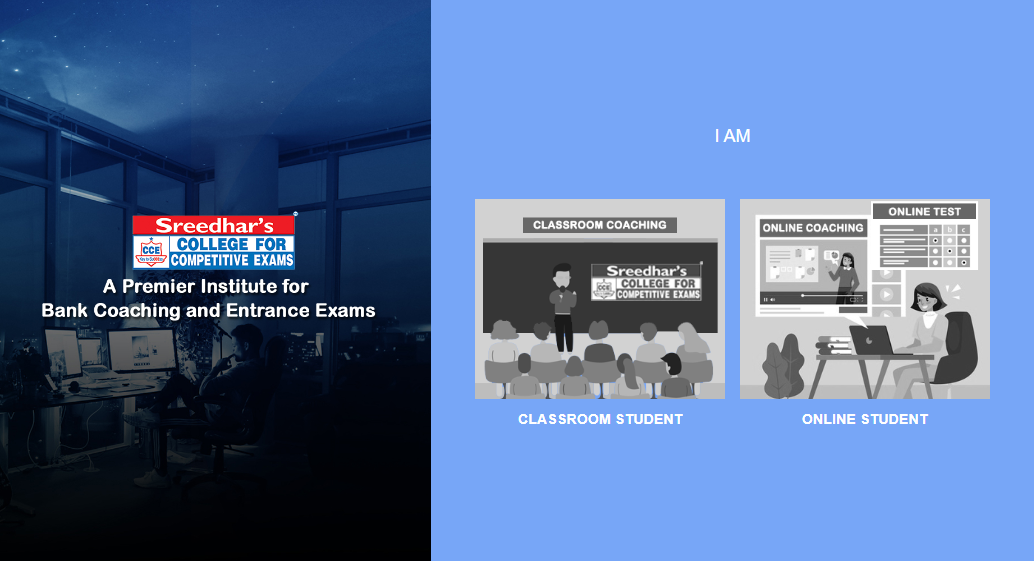 Sreedhar's
CCE
COLLEGE FOR
COMPETITIVE EXAMS
A Premier Institute for
Bank Coaching and Entrance Exams
I AM
CLASSROOM COACHING
Sreedhar's
CCE
COLLEGE FOR
COMPETITIVE EXAMS
CLASSROOM STUDENT
ONLINE TEST
ONLINE COACHING
a b c
ONLINE STUDENT